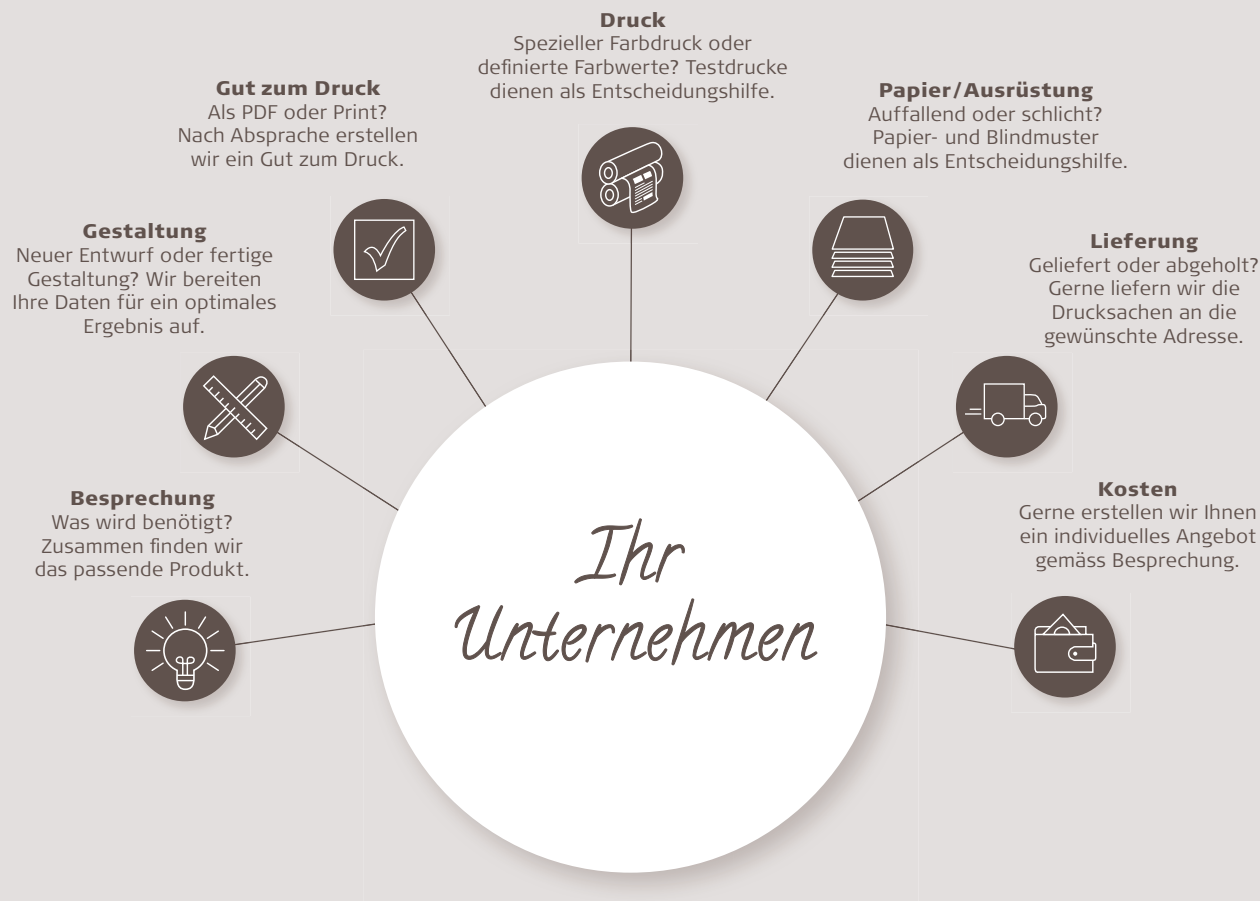 Druck
Spezieller Farbdruck oder
definierte Farbwerte? Testdrucke
dienen als Entscheidungshilfe.
Gut zum Druck
Als PDF oder Print?
Nach Absprache erstellen
wir ein Gut zum Druck.
Papier/Ausrüstung
Auffallend oder schlicht?
Papier- und Blindmuster
dienen als Entscheidungshilfe.
Gestaltung
Neuer Entwurf oder fertige
Gestaltung? Wir bereiten
Ihre Daten für ein optimales
Ergebnis auf.
Lieferung
Geliefert oder abgeholt?
Gerne liefern wir die
Drucksachen an die
gewünschte Adresse.
Besprechung
Was wird benötigt?
Zusammen finden wir
das passende Produkt.
Kosten
Gerne erstellen wir Ihnen
ein individuelles Angebot
gemäss Besprechung.
Ihr
Unternehmen